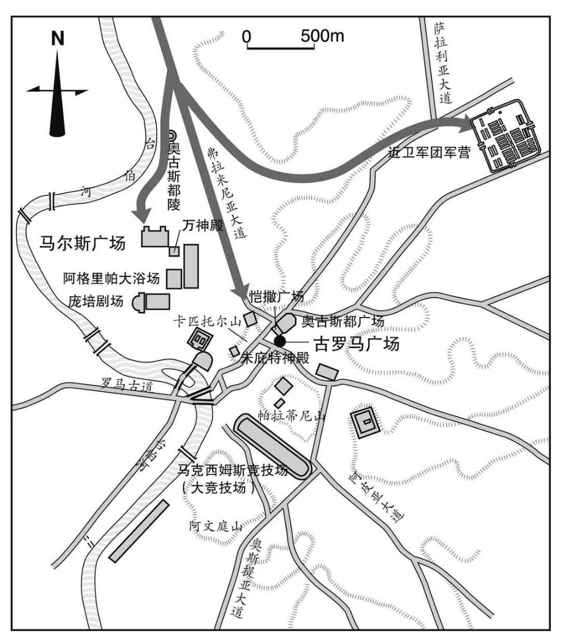 N
0 500m
萨拉利亚大道
近卫军团军营
台伯河
奥古斯都陵
弗拉米尼亚大道
万神殿
马尔斯广场
阿格里帕大浴场
庞培剧场
恺撒广场
卡匹托尔山
奥古斯都广场
古罗马广场
朱庇特神殿
罗马古道
帕拉蒂尼山
马克西姆斯竞技场
（大竞技场）
阿皮亚大道
阿文庭山
奥斯提亚大道